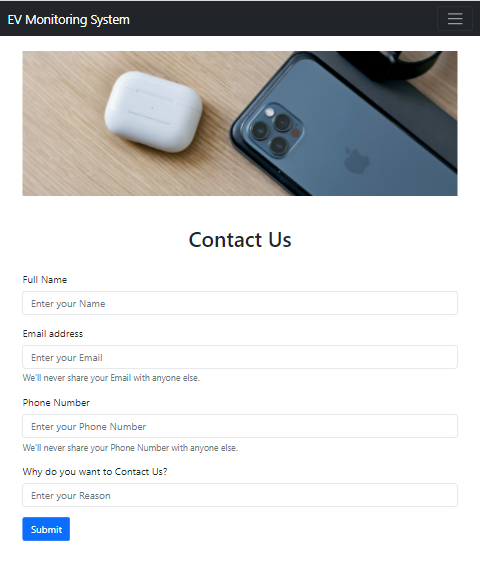 EV Monitoring System
Contact Us
Full Name
Enter your Name
Email address
Enter your Email
We'll never share your Email with anyone else.
Phone Number
Enter your Phone Number
We'll never share your Phone Number with anyone else.
Why do you want to Contact Us?
Enter your Reason
Submit